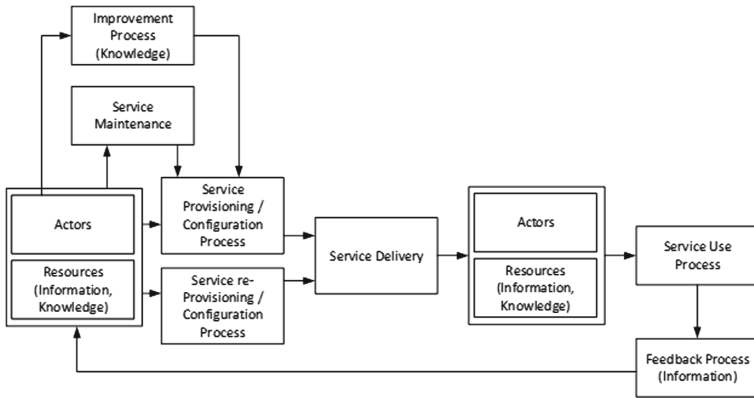 Improvement
Process
(Knowledge)
Service
Maintenance
Actors
Resources
(Information,
Knowledge)
Service
Provisioning /
Configuration
Process
Service re-
Provisioning /
Configuration
Process
Service Delivery
Actors
Resources
(Information,
Knowledge)
Service Use
Process
Feedback Process
(Information)